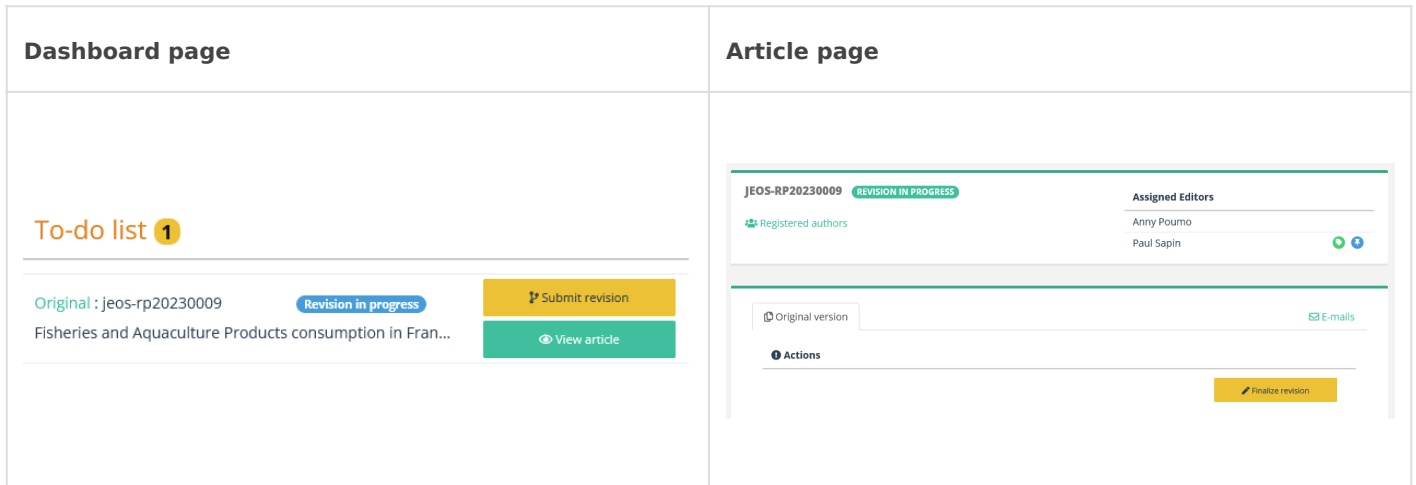 Dashboard page
Article page
To-do list 1
Original : jeos-rp20230009 Revision in progress
Fisheries and Aquaculture Products consumption in Fran...
Submit revision
View article
JEOS-RP20230009 REVISION IN PROGRESS
Registered authors
Assigned Editors
Anny Poumo
Paul Sapin
Original version
E-mails
Actions
Finalize revision